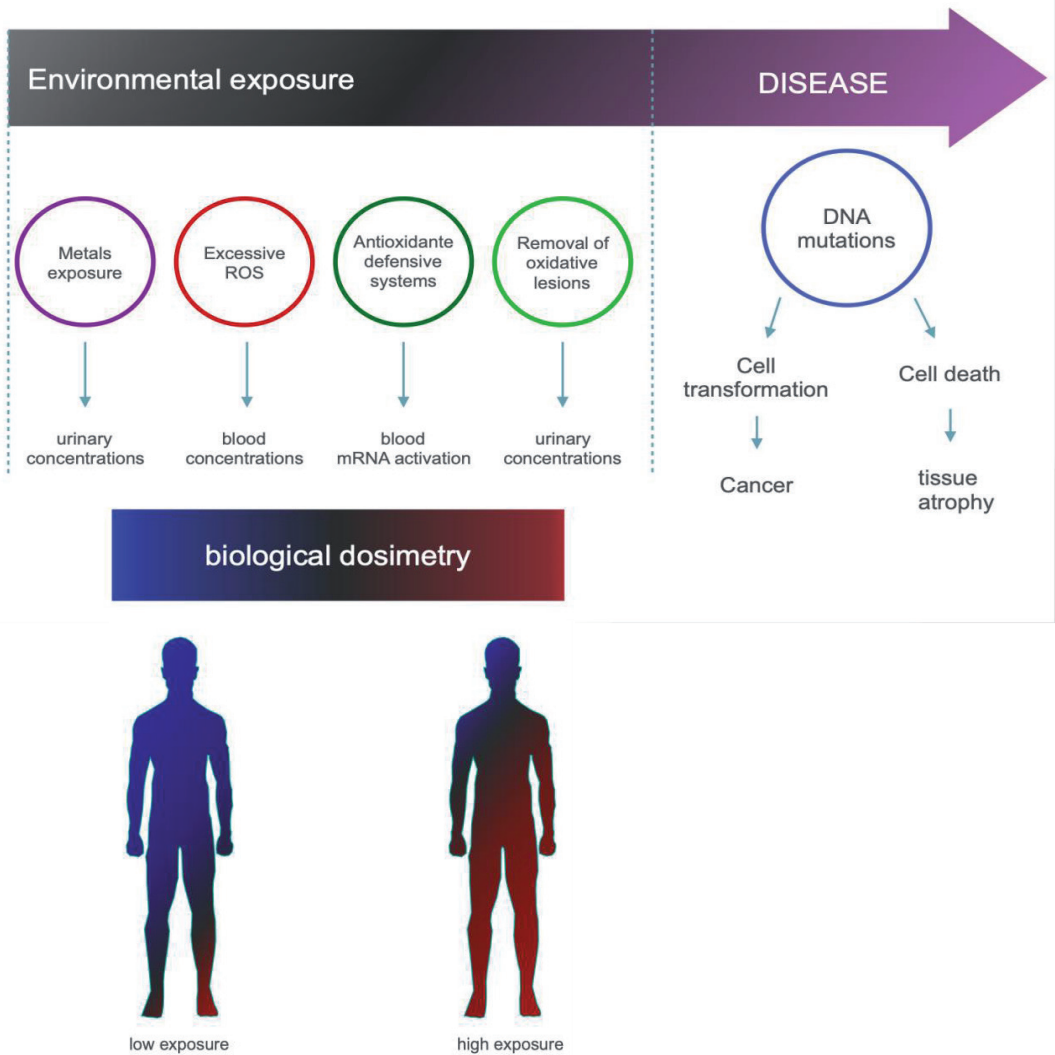 Environmental exposure
DISEASE
Metals
exposure
Excessive
ROS
Antioxidante
defensive
systems
Removal of
oxidative
lesions
DNA
mutations
urinary
concentrations
blood
concentrations
blood
mRNA activation
urinary
concentrations
Cell
transformation
Cell death
Cancer
tissue
atrophy
biological dosimetry
low exposure
high exposure